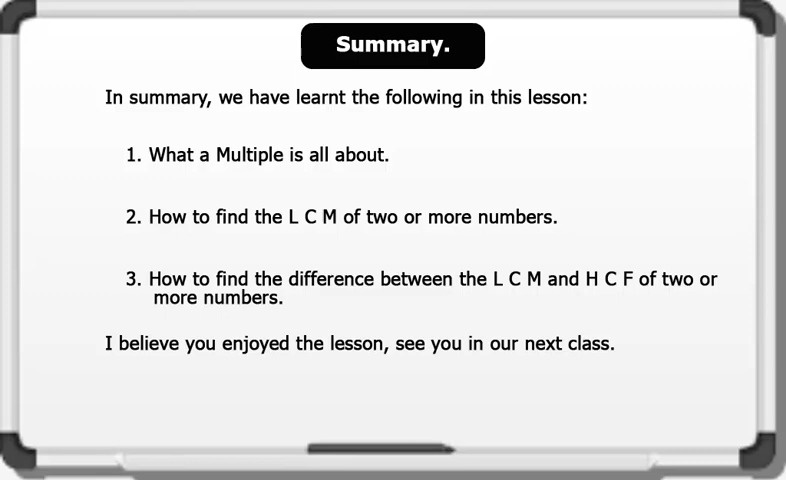 Summary.
In summary, we have learnt the following in this lesson:
1. What a Multiple is all about.
2. How to find the L C M of two or more numbers.
3. How to find the difference between the L C M and H C F of two or
more numbers.
I believe you enjoyed the lesson, see you in our next class.